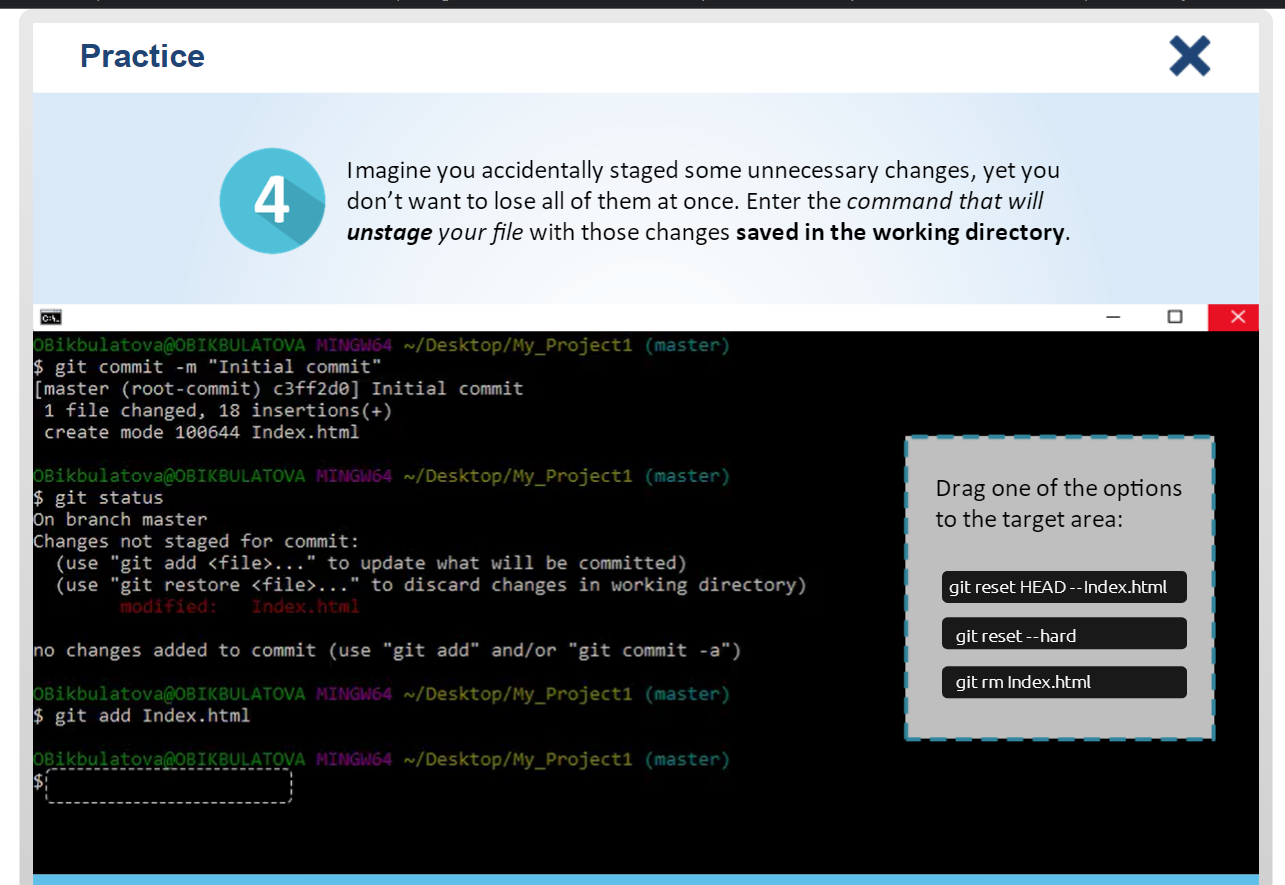 Practice
4
Imagine you accidentally staged some unnecessary changes, yet you
don't want to lose all of them at once. Enter the command that will
unstage your file with those changes saved in the working directory.
C:\.
OBikbulatova@OBIKBULATOVA MINGW64 ~/Desktop/My_Project1 (master)
$ git commit -m "Initial commit"
[master (root-commit) c3ff2d0] Initial commit
1 file changed, 18 insertions(+)
create mode 100644 Index.html
OBikbulatova@OBIKBULATOVA MINGW64 ~/Desktop/My_Project1 (master)
$ git status
On branch master
Changes not staged for commit:
(use "git add <file>..." to update what will be committed)
(use "git restore <file>..." to discard changes in working directory)
modified: Index.html
no changes added to commit (use "git add" and/or "git commit -a")
OBikbulatova@OBIKBULATOVA MINGW64 ~/Desktop/My_Project1 (master)
$ git add Index.html
OBikbulatova@OBIKBULATOVA MINGW64 ~/Desktop/My_Project1 (master)
$
Drag one of the options
to the target area:
git reset HEAD --Index.html
git reset --hard
git rm Index.html